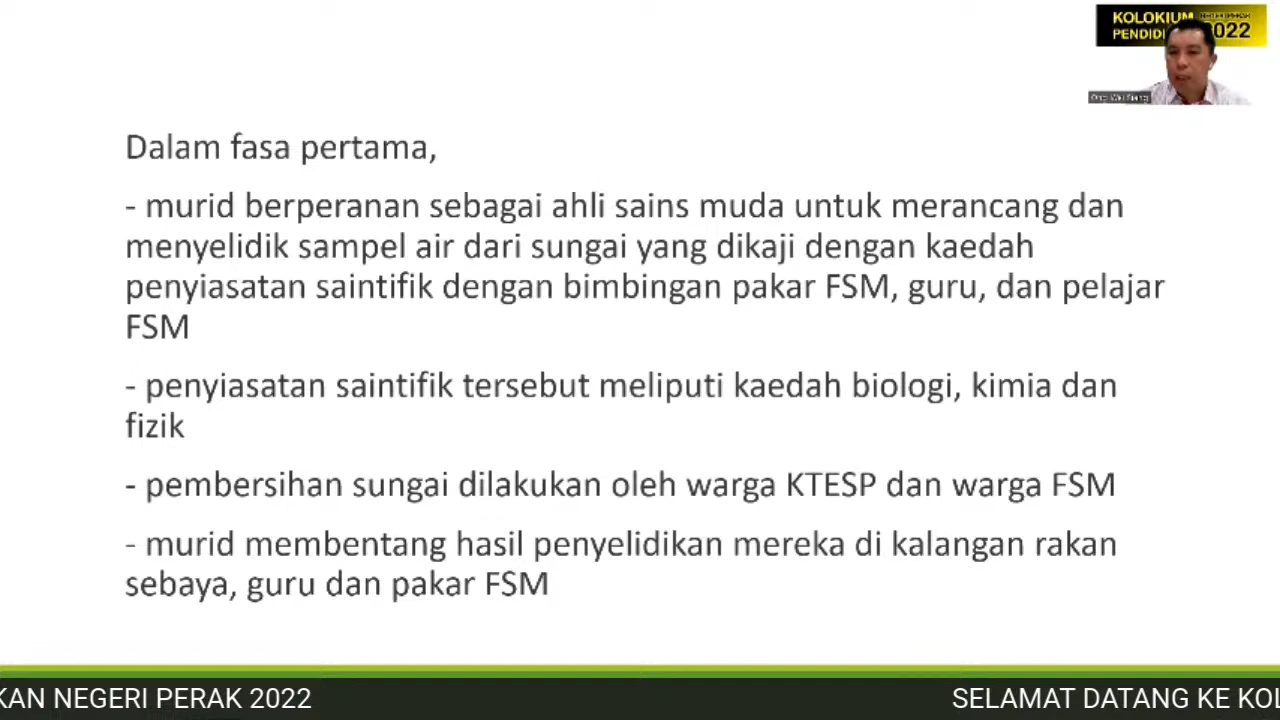 KOLOKIUM
PENDIDI 2022
Dalam fasa pertama,
- murid berperanan sebagai ahli sains muda untuk merancang dan
menyelidik sampel air dari sungai yang dikaji dengan kaedah
penyiasatan saintifik dengan bimbingan pakar FSM, guru, dan pelajar
FSM
- penyiasatan saintifik tersebut meliputi kaedah biologi, kimia dan
fizik
- pembersihan sungai dilakukan oleh warga KTESP dan warga FSM
- murid membentang hasil penyelidikan mereka di kalangan rakan
sebaya, guru dan pakar FSM
KAN NEGERI PERAK 2022 SELAMAT DATANG KE KOL